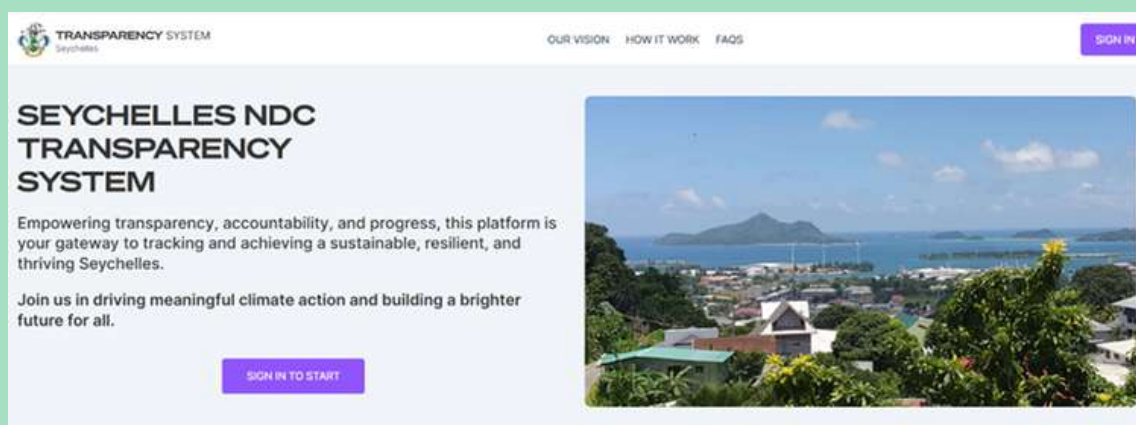 TRANSPARENCY SYSTEM
Seychelles
OUR VISION HOW IT WORK FAQS
SIGN IN
SEYCHELLES NDC
TRANSPARENCY
SYSTEM
Empowering transparency, accountability, and progress, this platform is
your gateway to tracking and achieving a sustainable, resilient, and
thriving Seychelles.
Join us in driving meaningful climate action and building a brighter
future for all.
SIGN IN TO START